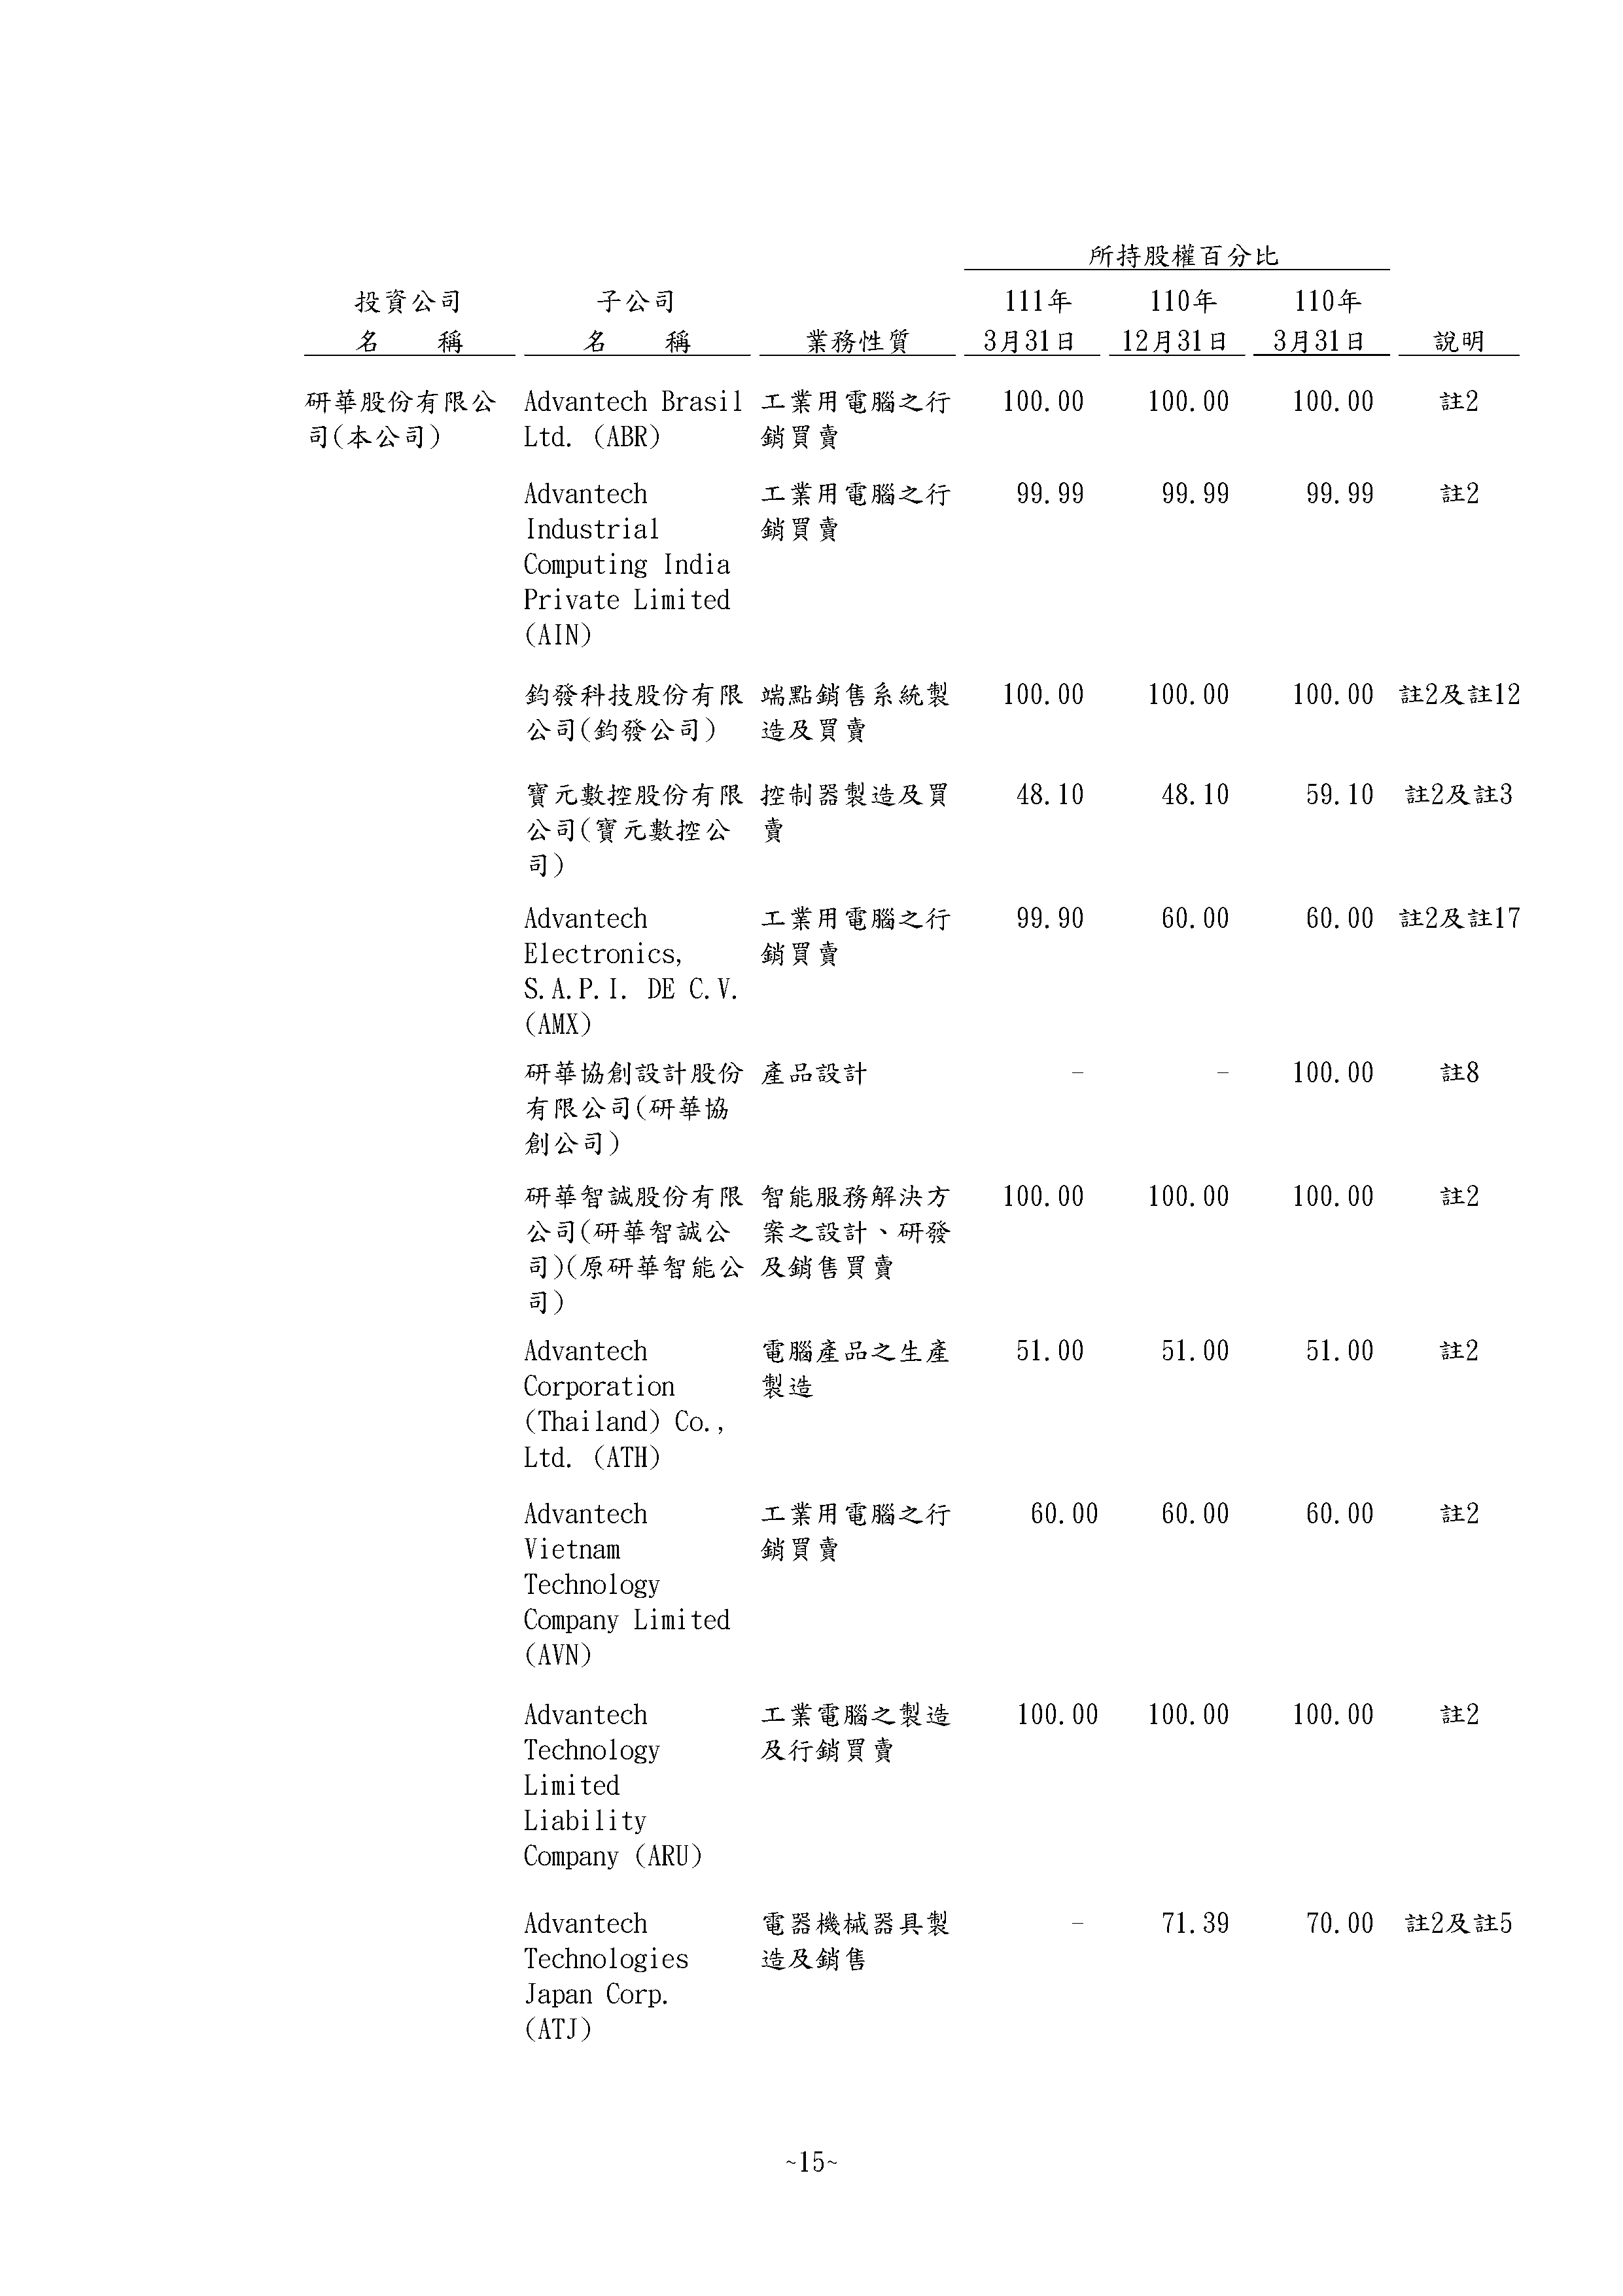 所持股權百分比
投資公司 子公司 111年 110年 110年
名 稱 名 稱 業務性質 3月31日 12月31日 3月31日 說明
研華股份有限公 Advantech Brasil 工業用電腦之行 100.00 100.00 100.00 註2
司(本公司) Ltd. (ABR) 銷買賣
Advantech 工業用電腦之行 99.99 99.99 99.99 註2
Industrial 銷買賣
Computing India
Private Limited
(AIN)
鈞發科技股份有限 端點銷售系統製 100.00 100.00 100.00 註2及註12
公司(鈞發公司) 造及買賣
寶元數控股份有限 控制器製造及買 48.10 48.10 59.10 註2及註3
公司(寶元數控公 賣
司)
Advantech 工業用電腦之行 99.90 60.00 60.00 註2及註17
Electronics, 銷買賣
S.A.P.I. DE C.V.
(AMX)
研華協創設計股份 產品設計 - - 100.00 註8
有限公司(研華協
創公司)
研華智誠股份有限 智能服務解決方 100.00 100.00 100.00 註2
公司(研華智誠公 案之設計、研發
司)(原研華智能公 及銷售買賣
司)
Advantech 電腦產品之生產 51.00 51.00 51.00 註2
Corporation 製造
(Thailand) Co.,
Ltd. (ATH)
Advantech 工業用電腦之行 60.00 60.00 60.00 註2
Vietnam 銷買賣
Technology
Company Limited
(AVN)
Advantech 工業電腦之製造 100.00 100.00 100.00 註2
Technology 及行銷買賣
Limited
Liability
Company (ARU)
Advantech 電器機械器具製 - 71.39 70.00 註2及註5
Technologies 造及銷售
Japan Corp.
(ATJ)
~15~